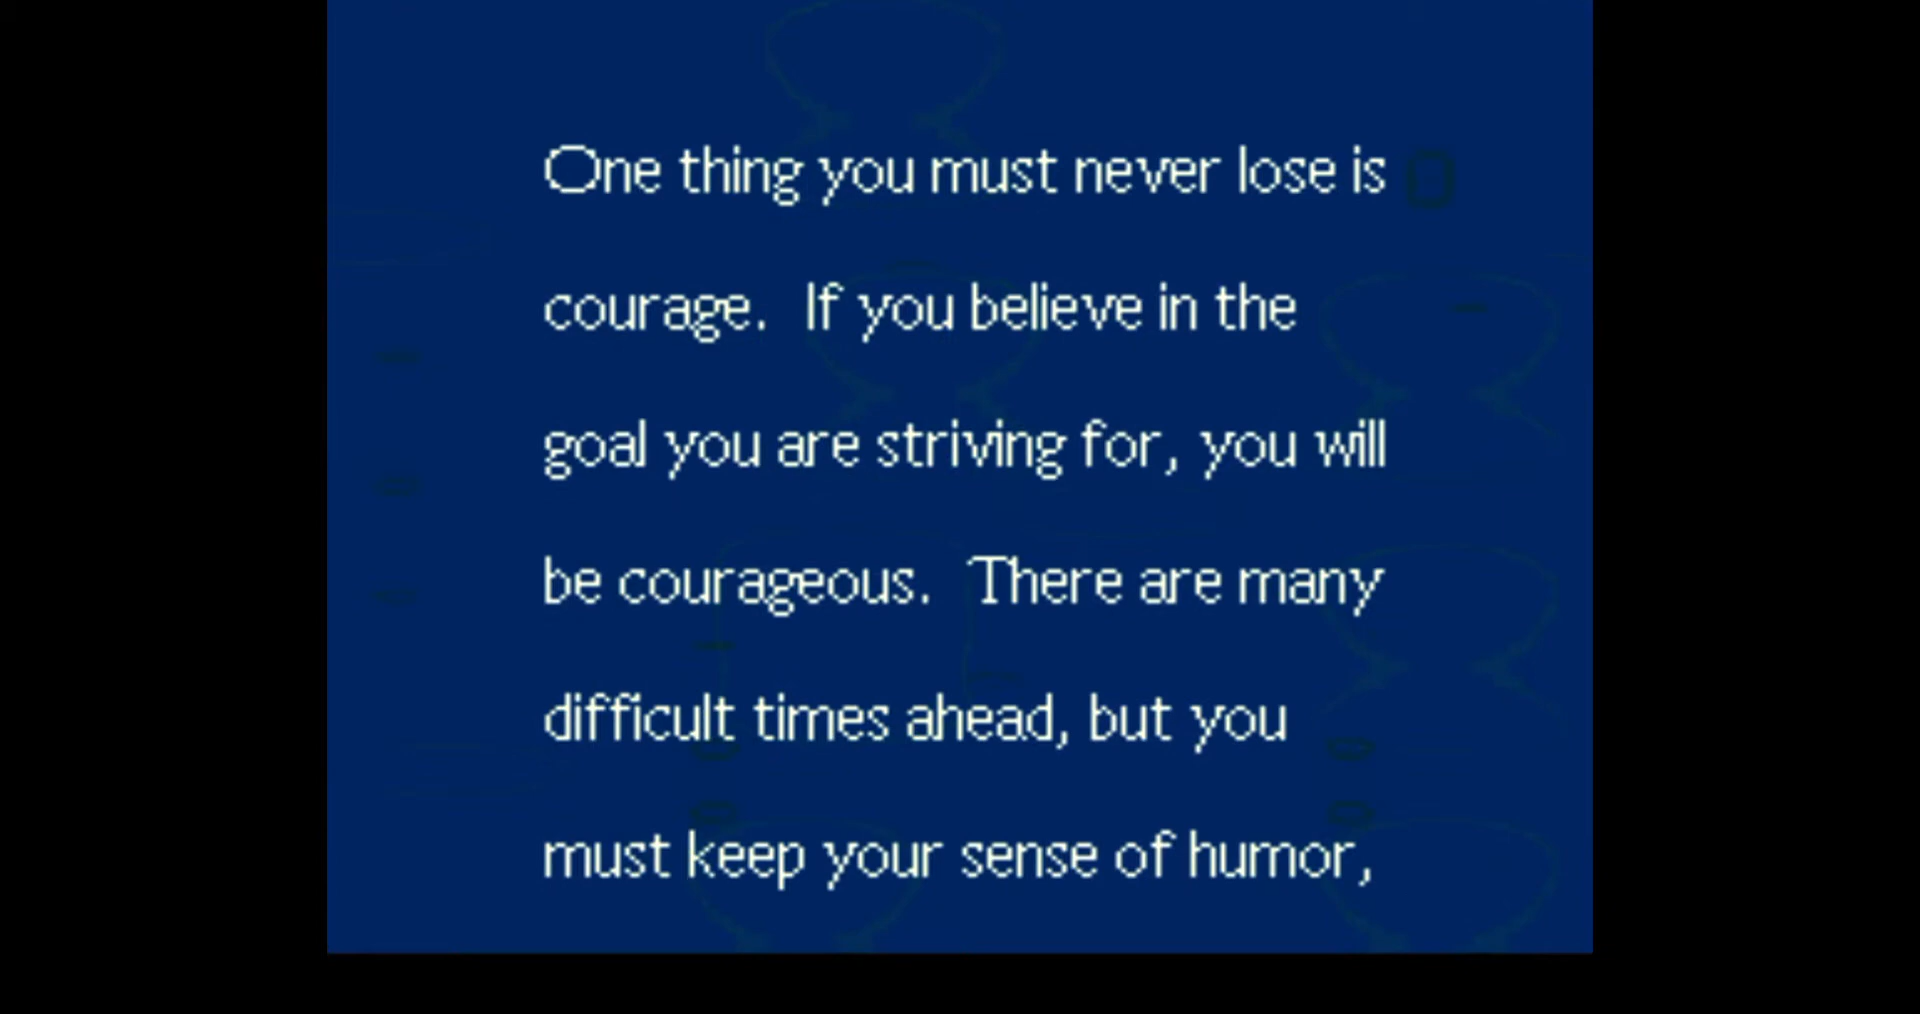 One thing you must never lose is
courage.  If you believe in the
goal you are striving for, you will
be courageous.  There are many
difficult times ahead, but you
must keep your sense of humor,